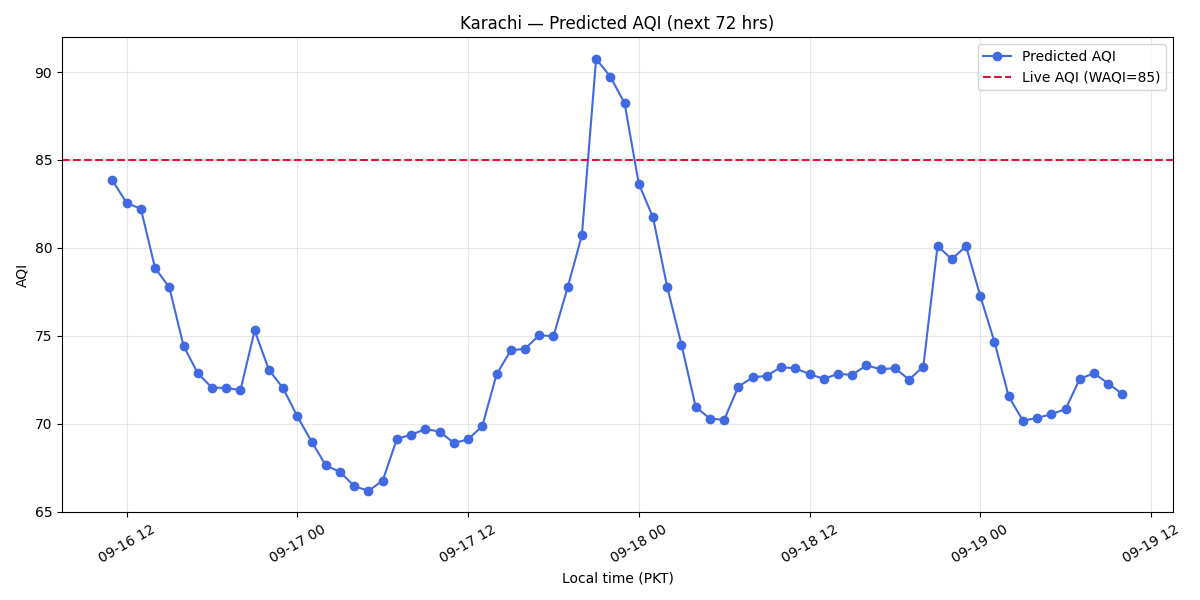 Karachi — Predicted AQI (next 72 hrs)
Predicted AQI
Live AQI (WAQI=85)
AQI
90
85
80
75
70
65
09-16 12
09-17 00
09-17 12
09-18 00
09-18 12
09-19 00
09-19 12
Local time (PKT)